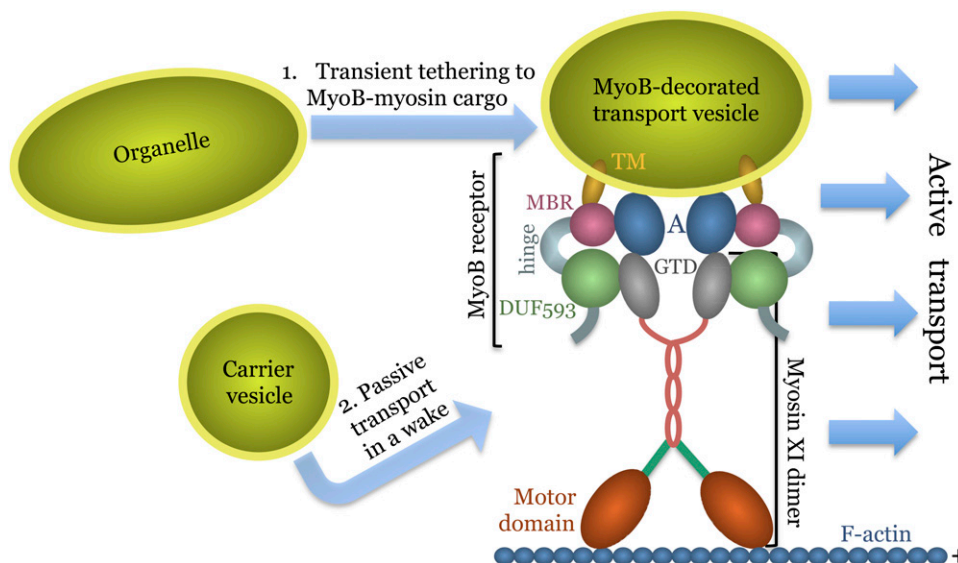 1. Transient tethering to
MyoB-myosin cargo
Organelle
MyoB-decorated
transport vesicle
TM
MBR
A
hinge
GTD
DUF593
MyoB receptor
Active transport
Carrier
vesicle
2. Passive
transport
in a wake
Myosin XI dimer
Motor
domain
F-actin
+